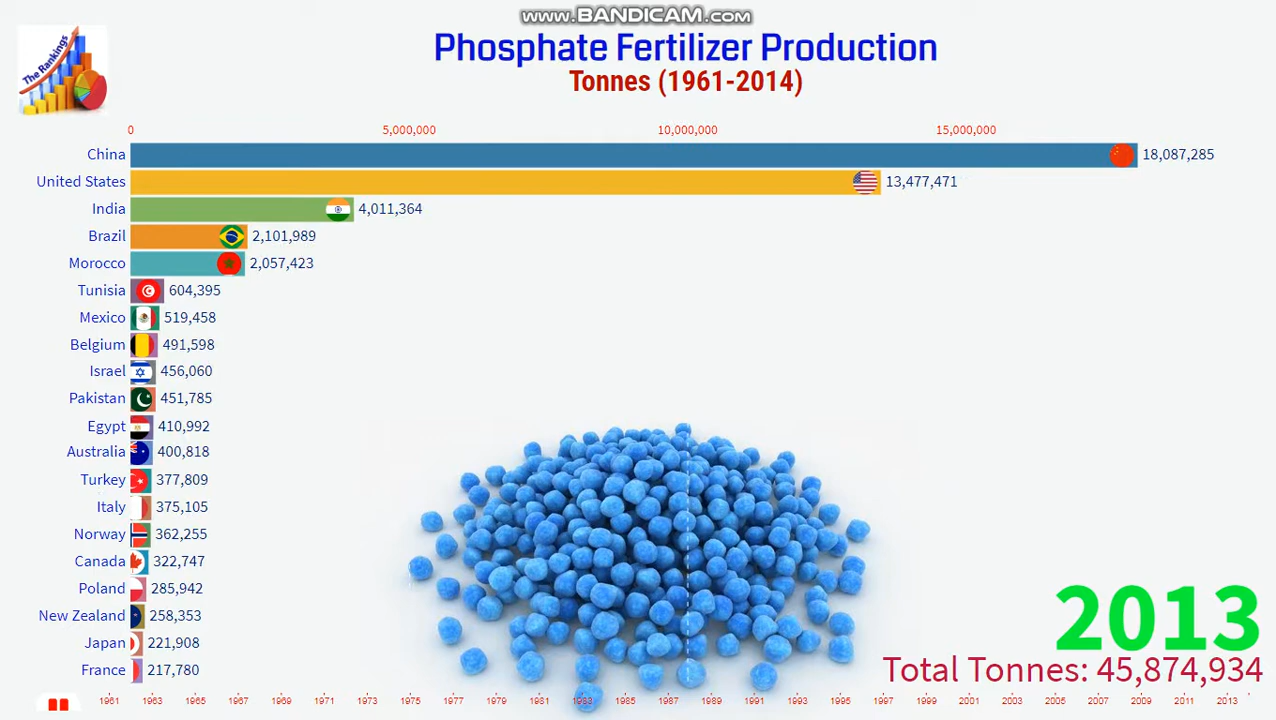 www.BANDICAM.com
The Rankings
Phosphate Fertilizer Production
Tonnes (1961-2014)
0 5,000,000 10,000,000 15,000,000
China 18,087,285
United States 13,477,471
India 4,011,364
Brazil 2,101,989
Morocco 2,057,423
Tunisia 604,395
Mexico 519,458
Belgium 491,598
Israel 456,060
Pakistan 451,785
Egypt 410,992
Australia 400,818
Turkey 377,809
Italy 375,105
Norway 362,255
Canada 322,747
Poland 285,942
New Zealand 258,353
Japan 221,908
France 217,780
2013
Total Tonnes: 45,874,934
1961 1963 1965 1967 1969 1971 1973 1975 1977 1979 1981 1983 1985 1987 1989 1991 1993 1995 1997 1999 2001 2003 2005 2007 2009 2011 2013